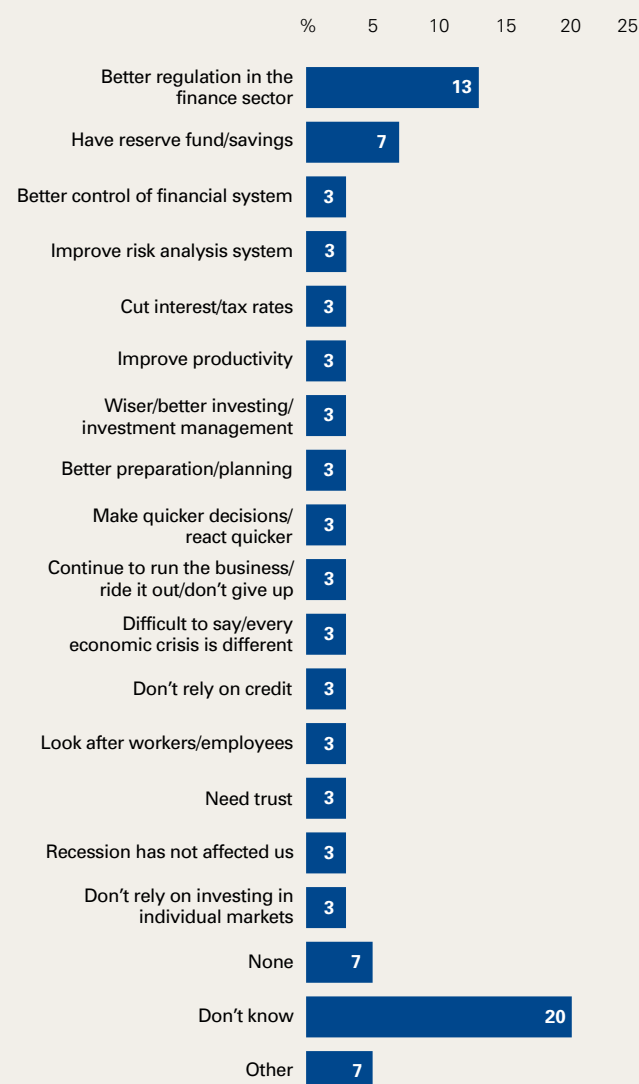 % 5 10 15 20 25
Better regulation in the
finance sector 13
Have reserve fund/savings 7
Better control of financial system 3
Improve risk analysis system 3
Cut interest/tax rates 3
Improve productivity 3
Wiser/better investing/
investment management 3
Better preparation/planning 3
Make quicker decisions/
react quicker 3
Continue to run the business/
ride it out/don't give up 3
Difficult to say/every
economic crisis is different 3
Don't rely on credit 3
Look after workers/employees 3
Need trust 3
Recession has not affected us 3
Don't rely on investing in
individual markets 3
None 7
Don't know 20
Other 7